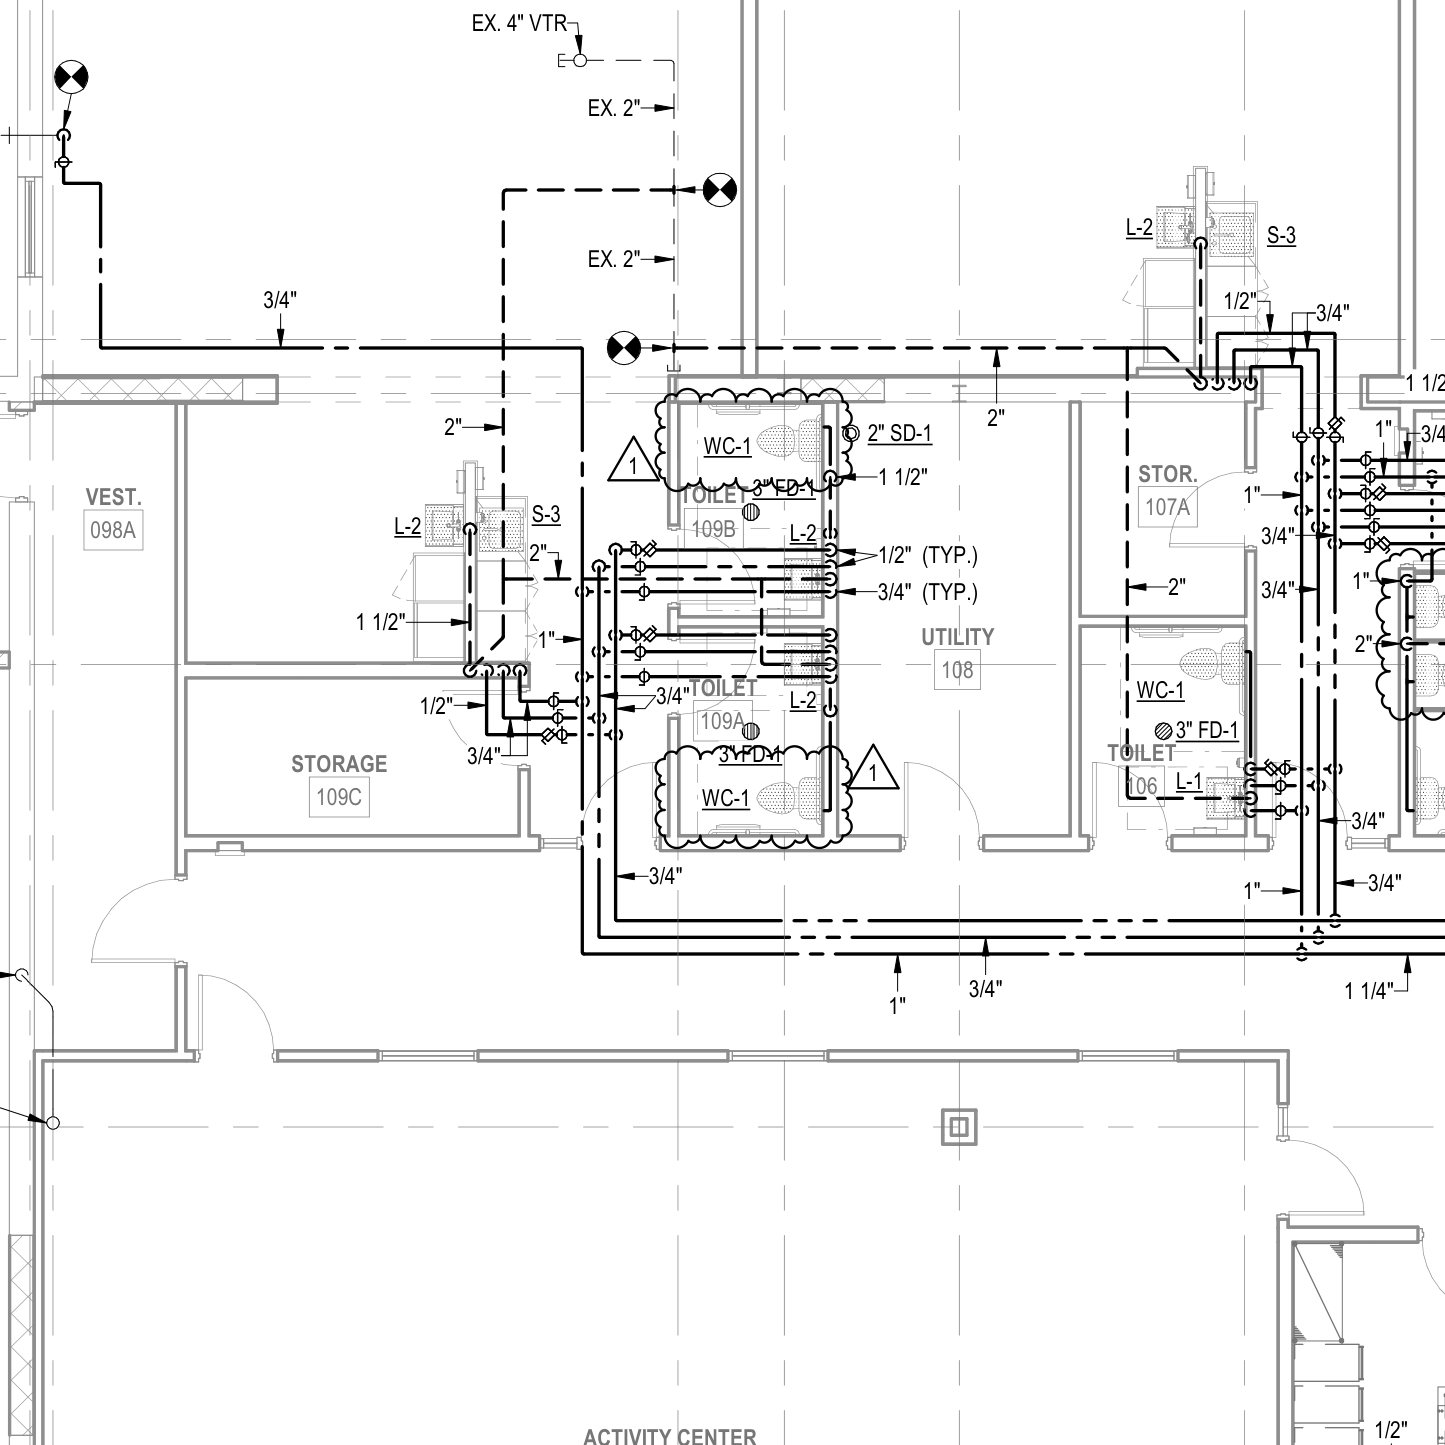 EX. 4" VTR
EX. 2"
L-2
S-3
EX. 2"
3/4"
1/2"
3/4"
1 1/2
2"
2"
WC-1
2" SD-1
1"
3/4
1
1 1/2"
STOR.
107A
VEST.
098A
TOILET
3" FD-1
109B
1"
L-2
S-3
L-2
3/4"
2"
1/2" (TYP.)
3/4" (TYP.)
2"
3/4"
1"
1 1/2"
1"
UTILITY
108
2"
TOILET
109A
3/4"
L-2
WC-1
1/2"
3/4"
3" FD-1
3" FD-1
TOILET
106
L-1
STORAGE
109C
WC-1
1
3/4"
3/4"
1"
3/4"
1"
3/4"
1 1/4"
ACTIVITY CENTER
1/2"